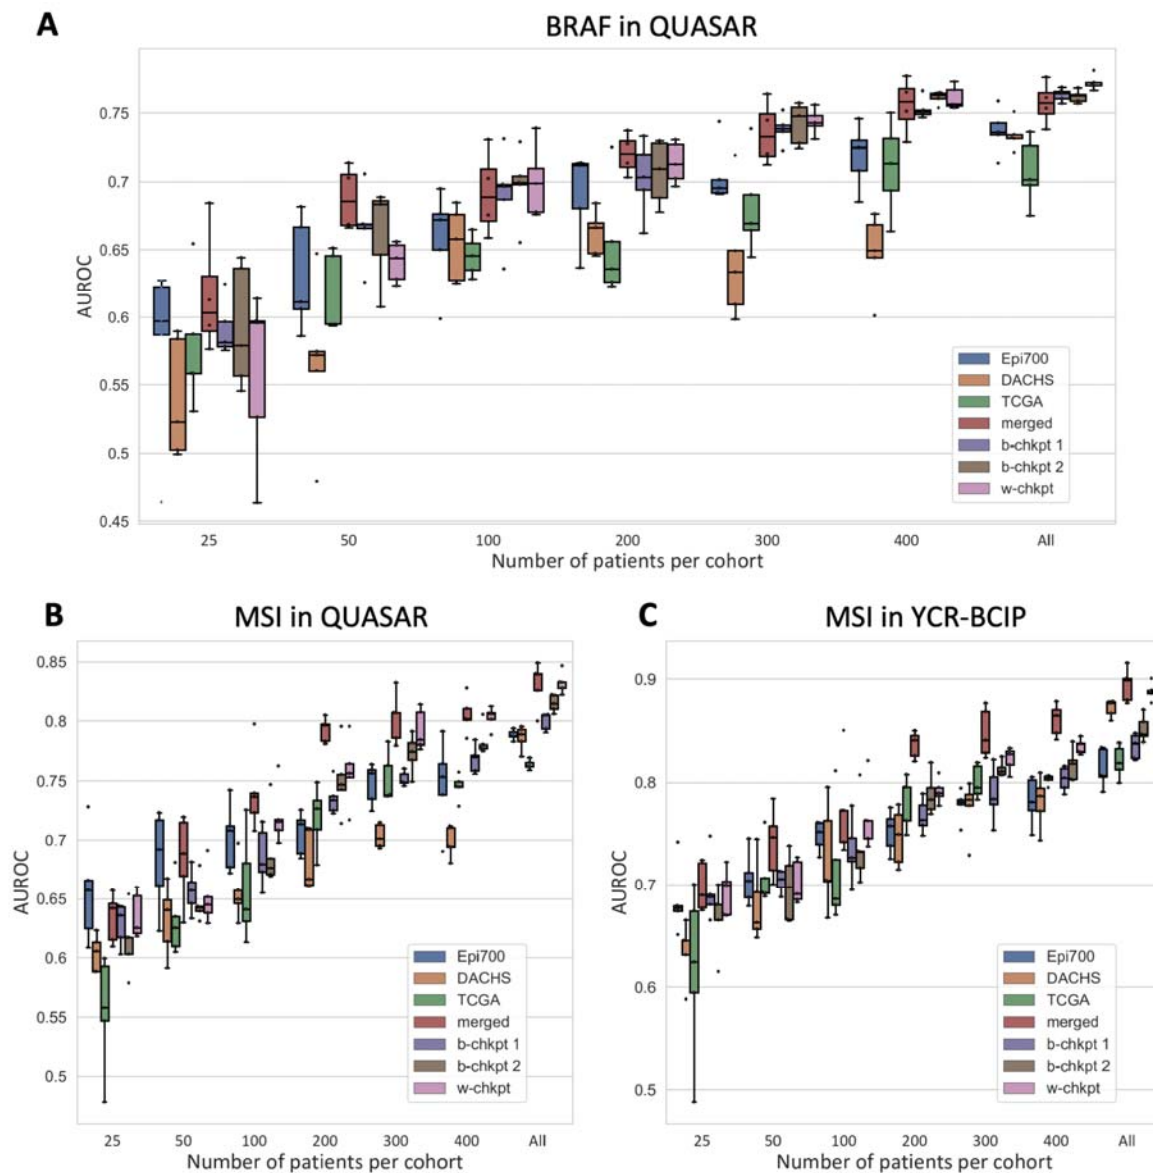 A
BRAF in QUASAR
AUROC
0.75
0.7
0.65
0.6
0.55
0.5
0.45
Epi700
DACHS
TCGA
merged
b-chkpt 1
b-chkpt 2
w-chkpt
25 50 100 200 300 400 All
Number of patients per cohort
B
MSI in QUASAR
AUROC
0.85
0.8
0.75
0.7
0.65
0.6
0.55
0.5
Epi700
DACHS
TCGA
merged
b-chkpt 1
b-chkpt 2
w-chkpt
25 50 100 200 300 400 All
Number of patients per cohort
C
MSI in YCR-BCIP
AUROC
0.9
0.8
0.7
0.6
0.5
Epi700
DACHS
TCGA
merged
b-chkpt 1
b-chkpt 2
w-chkpt
25 50 100 200 300 400 All
Number of patients per cohort